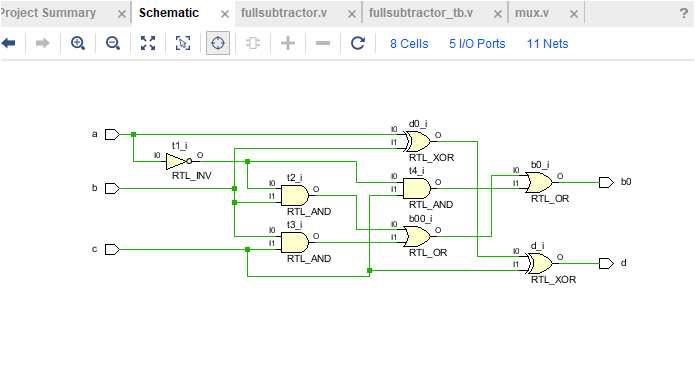 Project Summary × Schematic × fullsubtractor.v × fullsubtractor_tb.v × mux.v × ?
8 Cells 5 I/O Ports 11 Nets
d0_i
a I0 O
I1
t1_i RTL_XOR
I0 O
RTL_INV t4_i b0_i
t2_i I0 O I0 O
b I0 O I1 I1 b0
I1 RTL_AND RTL_OR
RTL_AND b00_i
t3_i I0 O
I0 O I1 d_i
c I1 RTL_OR I0 O
RTL_AND I1 d
RTL_XOR